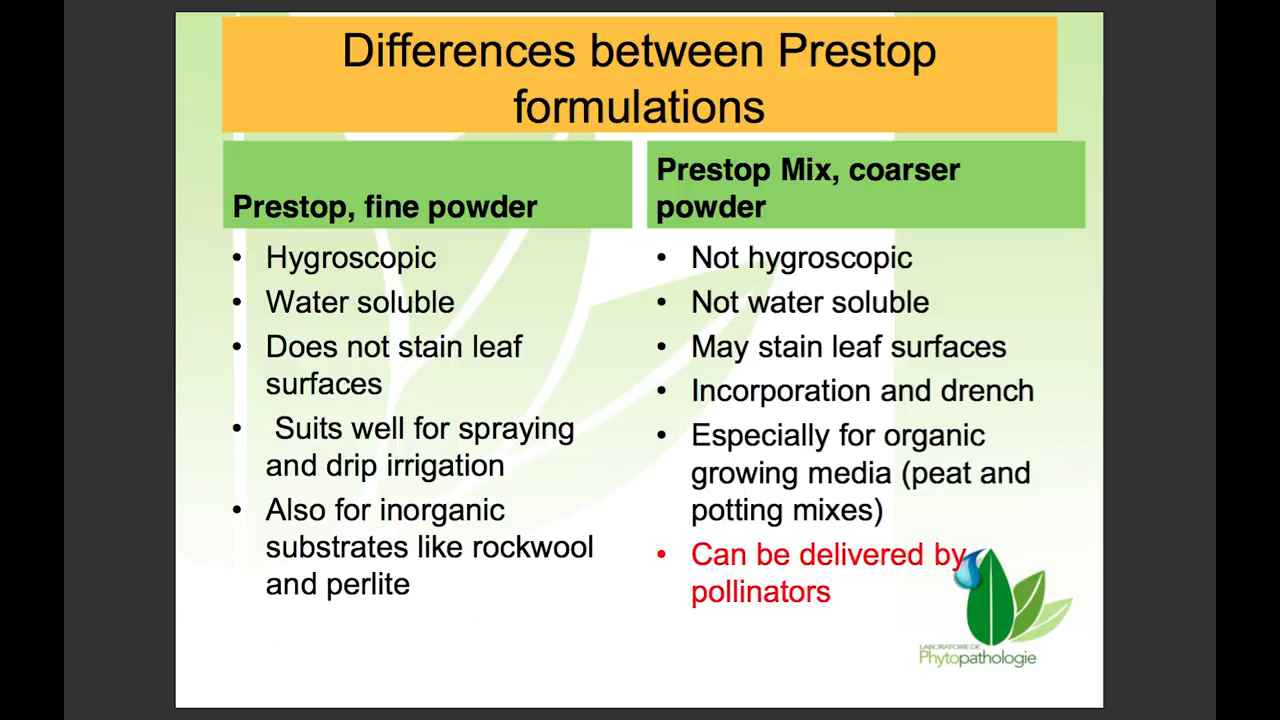 Differences between Prestop
formulations
Prestop, fine powder
• Hygroscopic
• Water soluble
• Does not stain leaf
surfaces
• Suits well for spraying
and drip irrigation
• Also for inorganic
substrates like rockwool
and perlite
Prestop Mix, coarser
powder
• Not hygroscopic
• Not water soluble
• May stain leaf surfaces
• Incorporation and drench
• Especially for organic
growing media (peat and
potting mixes)
• Can be delivered by
pollinators
LABORATOIRE DE
Phytopathologie